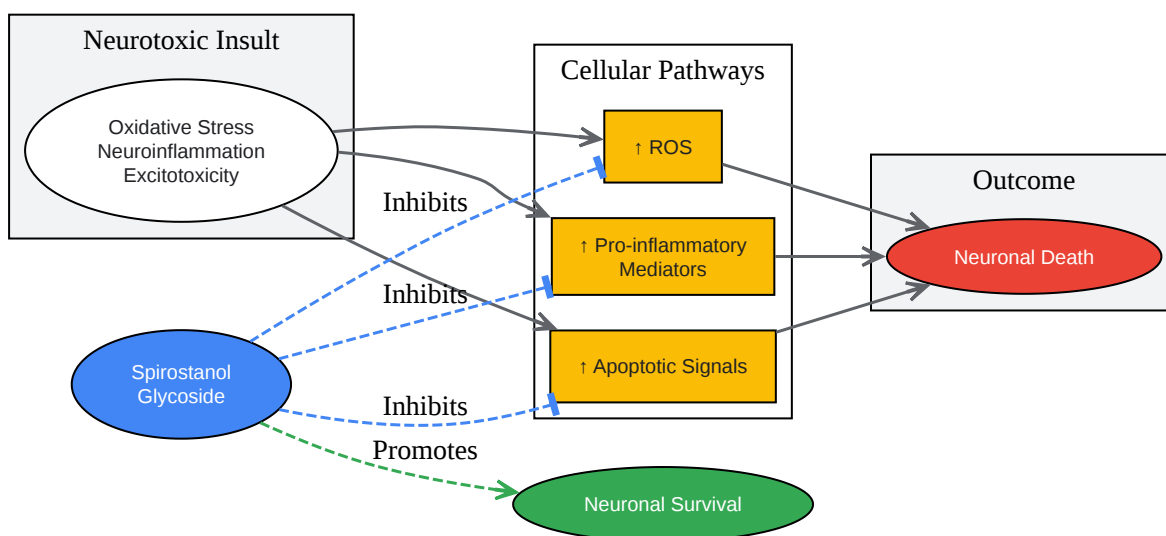 Neurotoxic Insult
Oxidative Stress
Neuroinflammation
Excitotoxicity
Cellular Pathways
↑ ROS
Inhibits
↑ Pro-inflammatory
Mediators
Inhibits
↑ Apoptotic Signals
Outcome
Neuronal Death
Spirostanol
Glycoside
Inhibits
Promotes
Neuronal Survival